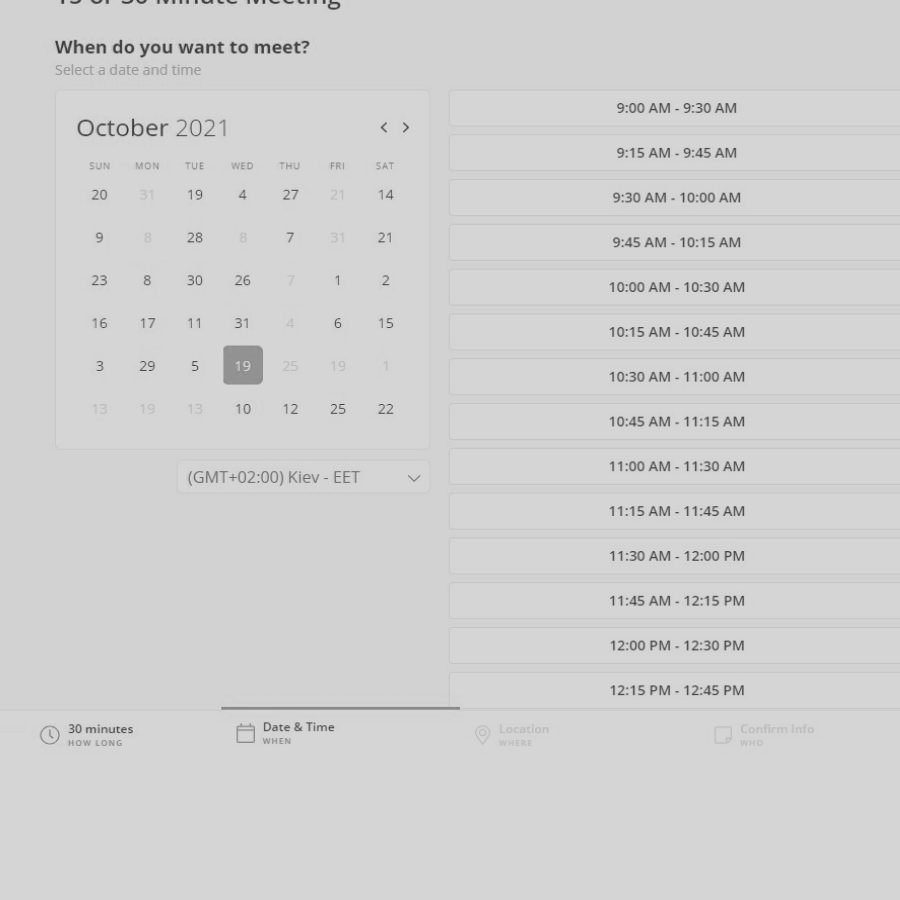 15 or 30 Minute Meeting
When do you want to meet?
Select a date and time
October 2021
SUN MON TUE WED THU FRI SAT
20 31 19 4 27 21 14
9 8 28 8 7 31 21
23 8 30 26 7 1 2
16 17 11 31 4 6 15
3 29 5 19 25 19 1
13 19 13 10 12 25 22
(GMT+02:00) Kiev - EET
9:00 AM - 9:30 AM
9:15 AM - 9:45 AM
9:30 AM - 10:00 AM
9:45 AM - 10:15 AM
10:00 AM - 10:30 AM
10:15 AM - 10:45 AM
10:30 AM - 11:00 AM
10:45 AM - 11:15 AM
11:00 AM - 11:30 AM
11:15 AM - 11:45 AM
11:30 AM - 12:00 PM
11:45 AM - 12:15 PM
12:00 PM - 12:30 PM
12:15 PM - 12:45 PM
30 minutes
HOW LONG
Date & Time
WHEN
Location
WHERE
Confirm Info
WHO